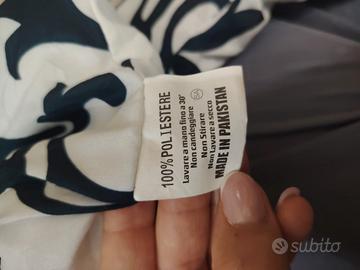 100% POLIESTERE
Lavare a mano fino a 30°
Non candeggiare
Non Stirare
Non Lavare a secco
MADE IN PAKISTAN
subito